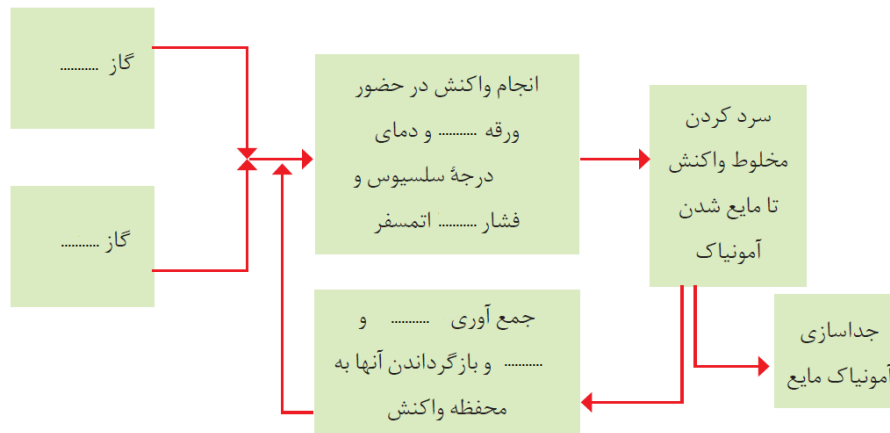 گاز ...........
گاز ...........
انجام واکنش در حضور
ورقه .......... و دمای
درجهٔ سلسیوس و
فشار .......... اتمسفر
سرد کردن
مخلوط واکنش
تا مایع شدن
آمونیاک
جمع آوری .......... و
.......... و بازگرداندن آنها به
محفظه واکنش
جداسازی
آمونیاک مایع